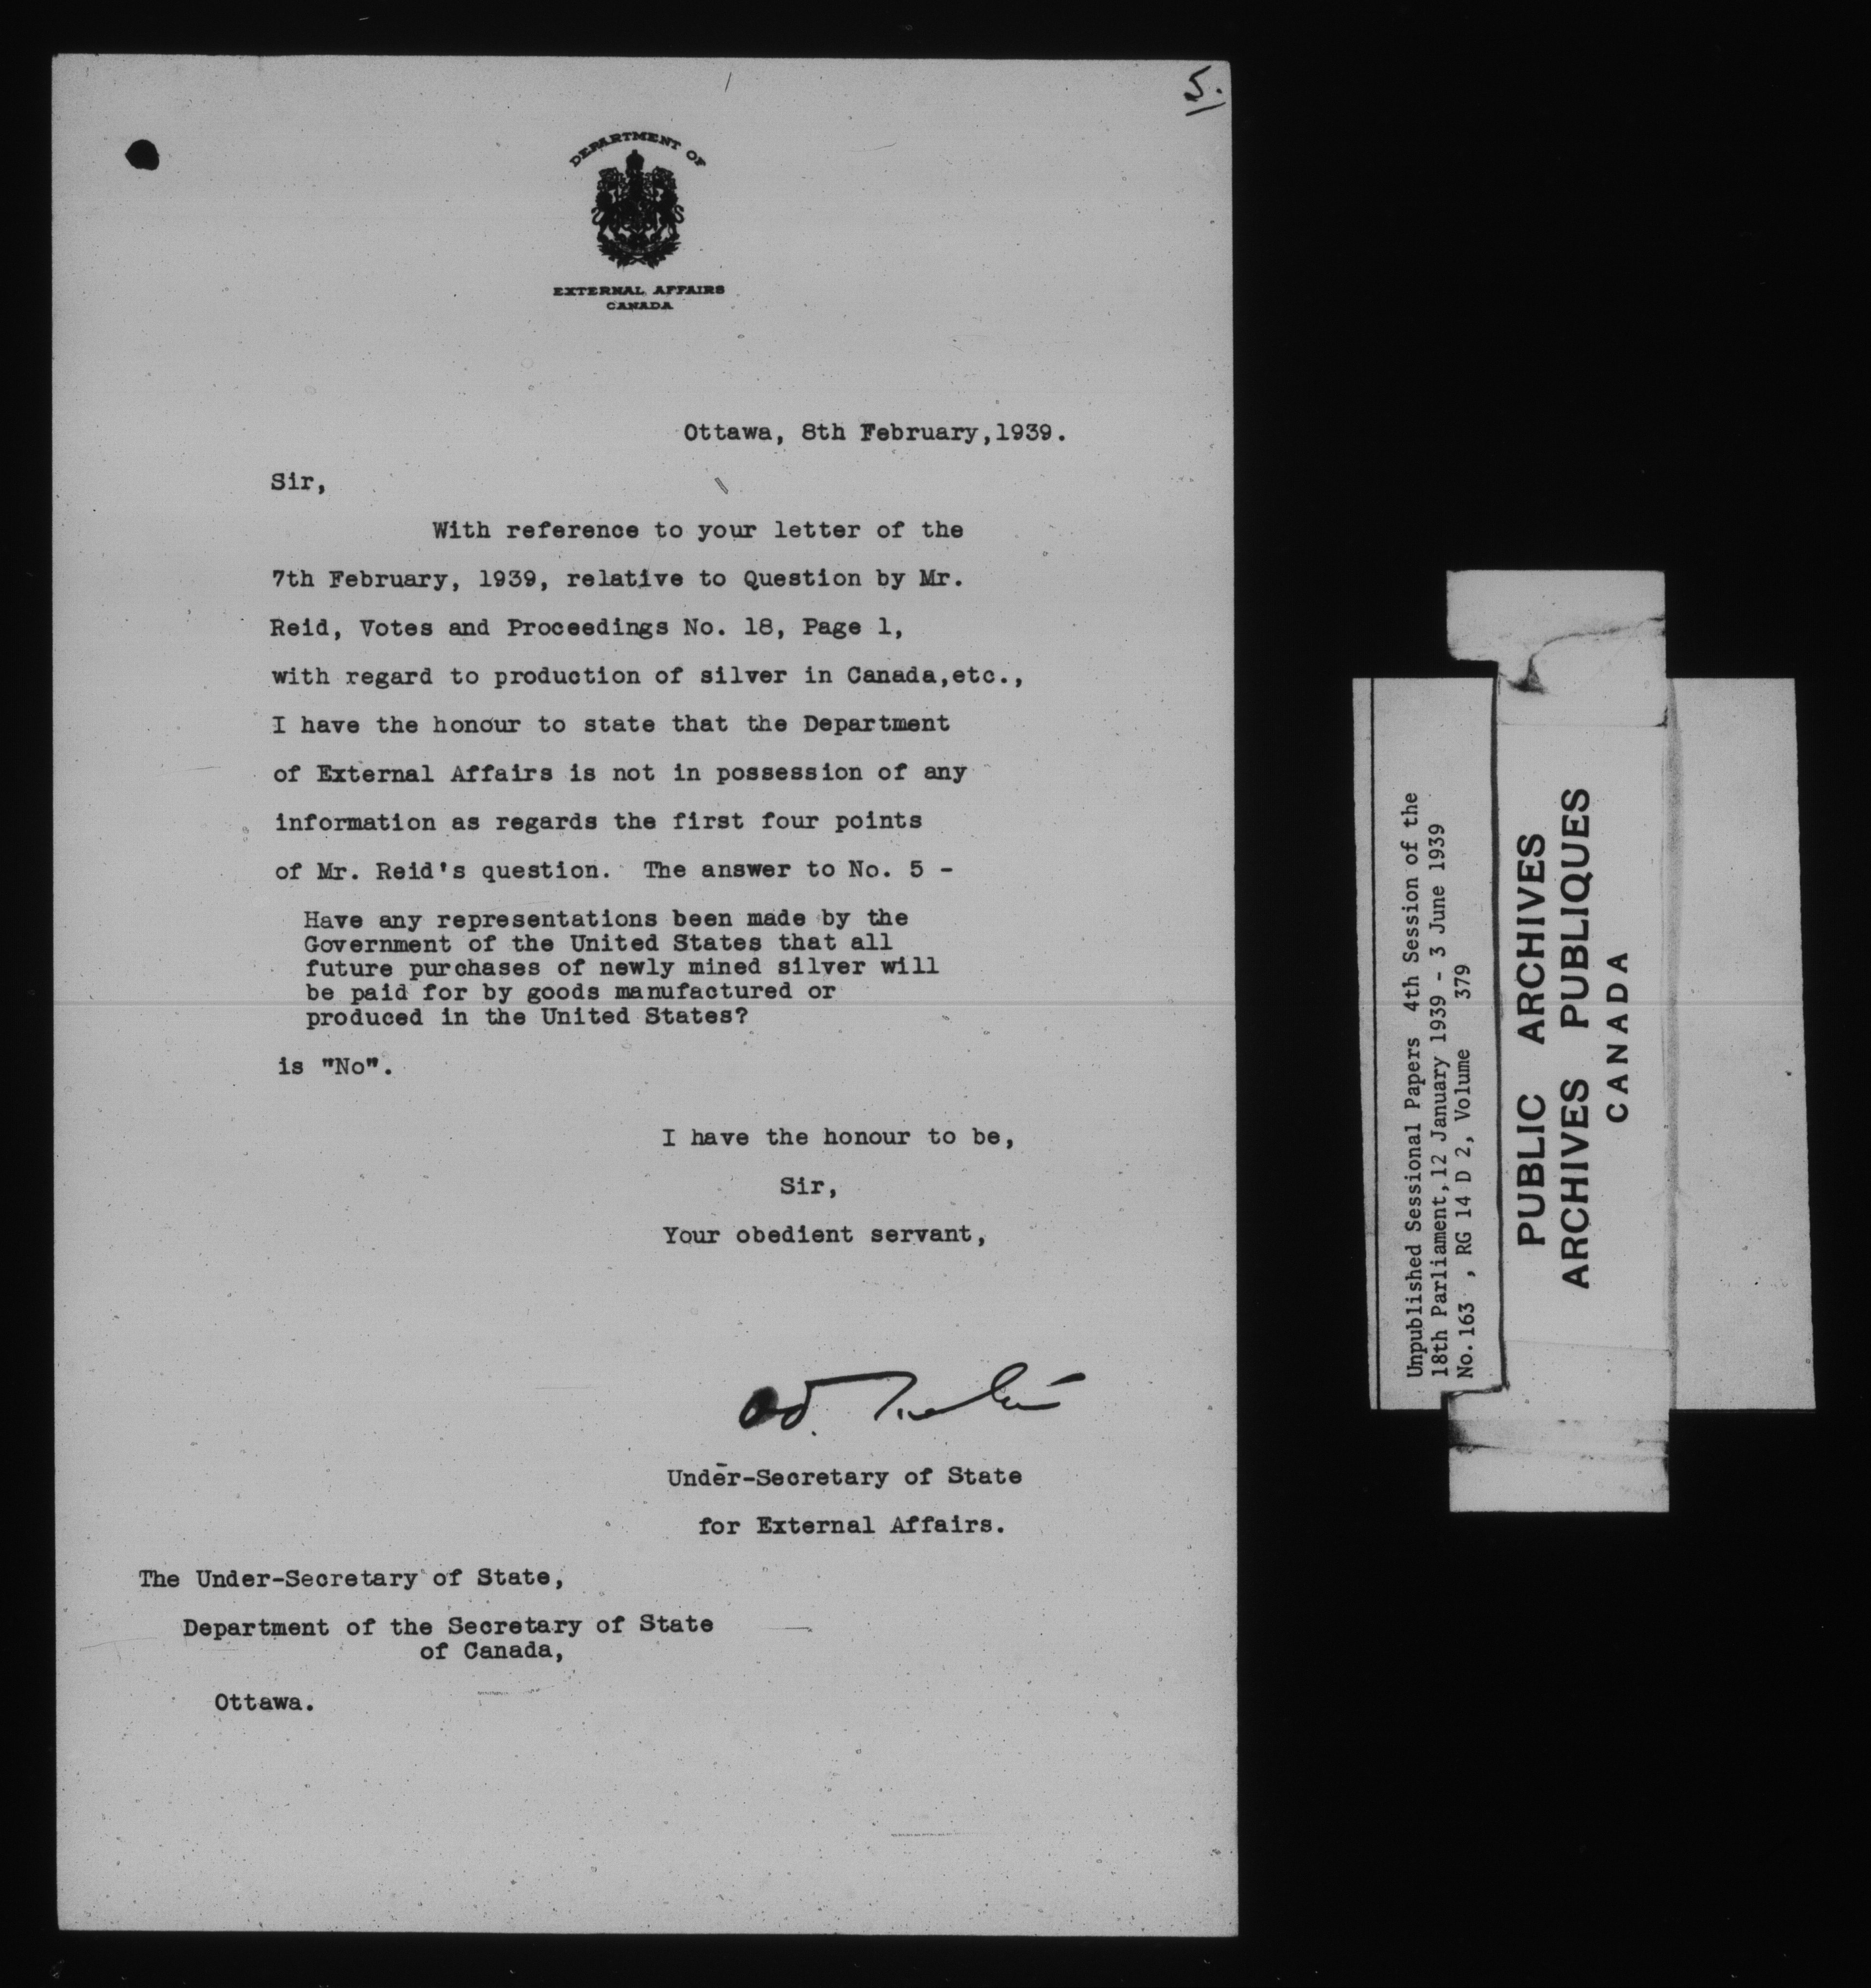 5.
DEPARTMENT OF
EXTERNAL AFFAIRS
CANADA
Ottawa, 8th February,1939.
Sir,
With reference to your letter of the
7th February, 1939, relative to Question by Mr.
Reid, Votes and Proceedings No. 18, Page 1,
with regard to production of silver in Canada,etc.,
I have the honour to state that the Department
of External Affairs is not in possession of any
information as regards the first four points
of Mr. Reid's question. The answer to No. 5 -
Have any representations been made by the
Government of the United States that all
future purchases of newly mined silver will
be paid for by goods manufactured or
produced in the United States?
is "No".
I have the honour to be,
Sir,
Your obedient servant,
Under-Secretary of State
for External Affairs.
The Under-Secretary of State,
Department of the Secretary of State
of Canada,
Ottawa.
Unpublished Sessional Papers 4th Session of the
18th Parliament, 12 January 1939 - 3 June 1939
No. 163 , RG 14 D 2, Volume 379
PUBLIC ARCHIVES
ARCHIVES PUBLIQUES
CANADA